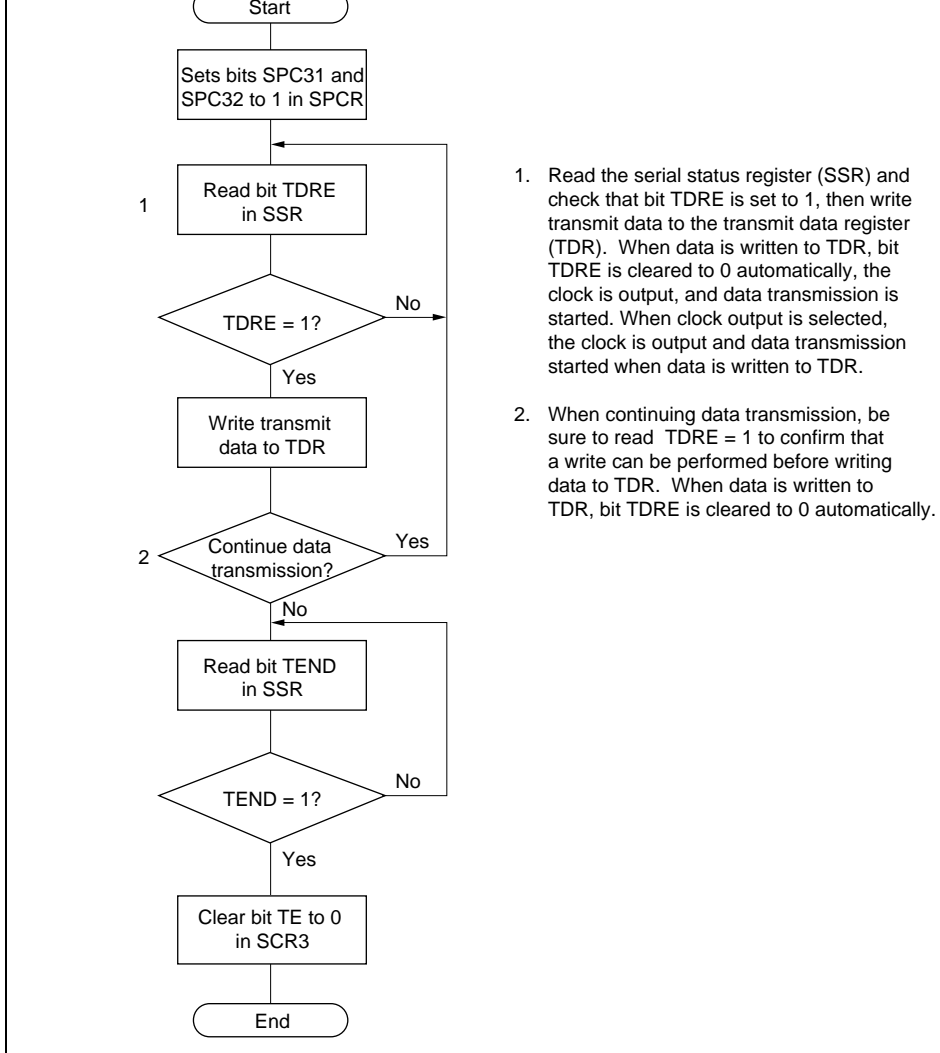 Start
Sets bits SPC31 and
SPC32 to 1 in SPCR
1
Read bit TDRE
in SSR
TDRE = 1?
No
Yes
Write transmit
data to TDR
2
Continue data
transmission?
Yes
No
Read bit TEND
in SSR
TEND = 1?
No
Yes
Clear bit TE to 0
in SCR3
End
1. Read the serial status register (SSR) and
check that bit TDRE is set to 1, then write
transmit data to the transmit data register
(TDR). When data is written to TDR, bit
TDRE is cleared to 0 automatically, the
clock is output, and data transmission is
started. When clock output is selected,
the clock is output and data transmission
started when data is written to TDR.
2. When continuing data transmission, be
sure to read TDRE = 1 to confirm that
a write can be performed before writing
data to TDR. When data is written to
TDR, bit TDRE is cleared to 0 automatically.